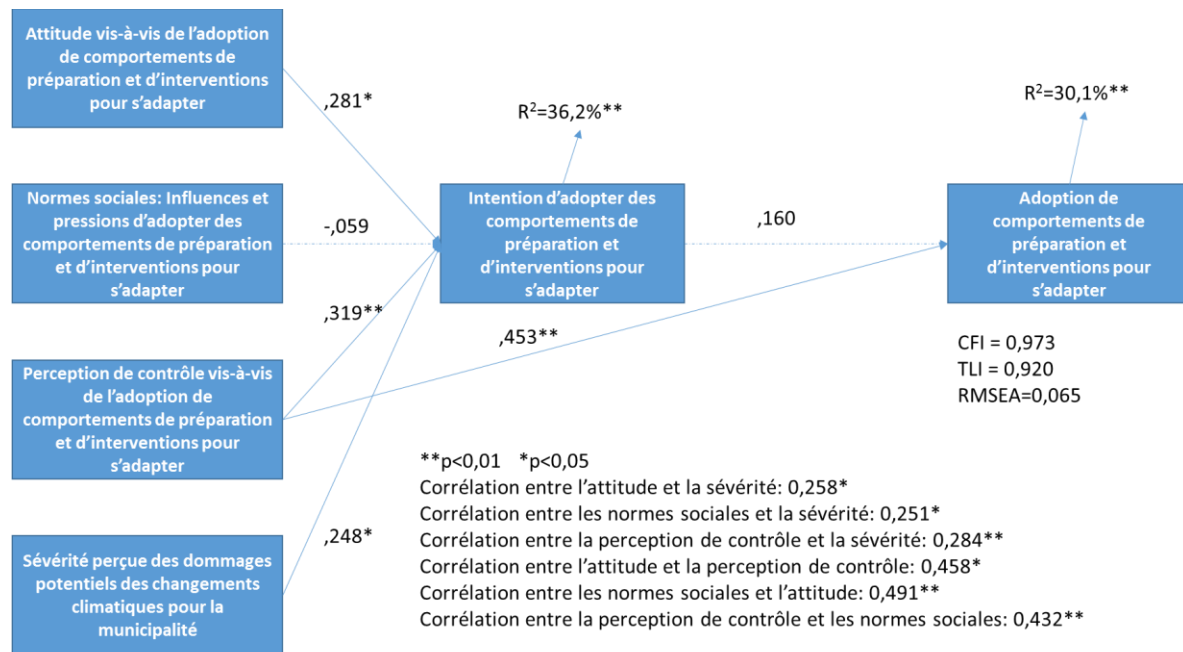 Attitude vis-à-vis de l'adoption
de comportements de
préparation et d'interventions
pour s'adapter
,281*
R²=36,2%**
R²=30,1%**
Normes sociales: Influences et
pressions d'adopter des
comportements de préparation
et d'interventions pour
s'adapter
-,059
Intention d'adopter des
comportements de
préparation et
d'interventions pour
s'adapter
,160
Adoption de
comportements de
préparation et
d'interventions pour
s'adapter
,319**
,453**
Perception de contrôle vis-à-vis
de l'adoption de
comportements de préparation
et d'interventions pour
s'adapter
CFI = 0,973
TLI = 0,920
RMSEA=0,065
,248*
Sévérité perçue des dommages
potentiels des changements
climatiques pour la
municipalité
**p<0,01 *p<0,05
Corrélation entre l'attitude et la sévérité: 0,258*
Corrélation entre les normes sociales et la sévérité: 0,251*
Corrélation entre la perception de contrôle et la sévérité: 0,284**
Corrélation entre l'attitude et la perception de contrôle: 0,458*
Corrélation entre les normes sociales et l'attitude: 0,491**
Corrélation entre la perception de contrôle et les normes sociales: 0,432**